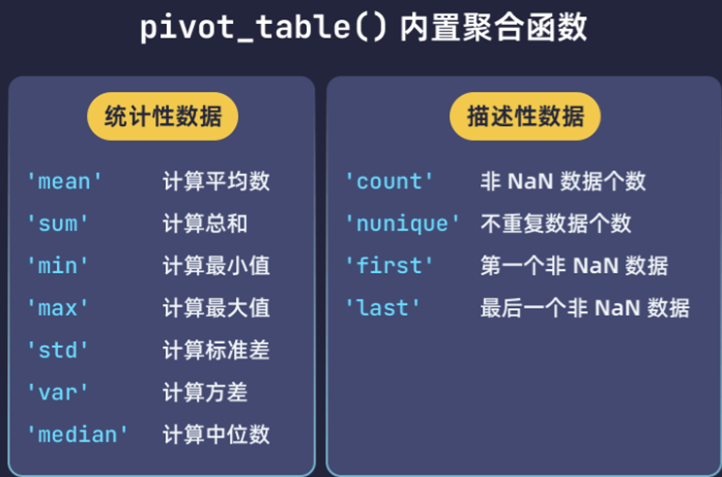 pivot_table() 内置聚合函数
统计性数据
'mean' 计算平均数
'sum' 计算总和
'min' 计算最小值
'max' 计算最大值
'std' 计算标准差
'var' 计算方差
'median' 计算中位数
描述性数据
'count' 非 NaN 数据个数
'nunique' 不重复数据个数
'first' 第一个非 NaN 数据
'last' 最后一个非 NaN 数据